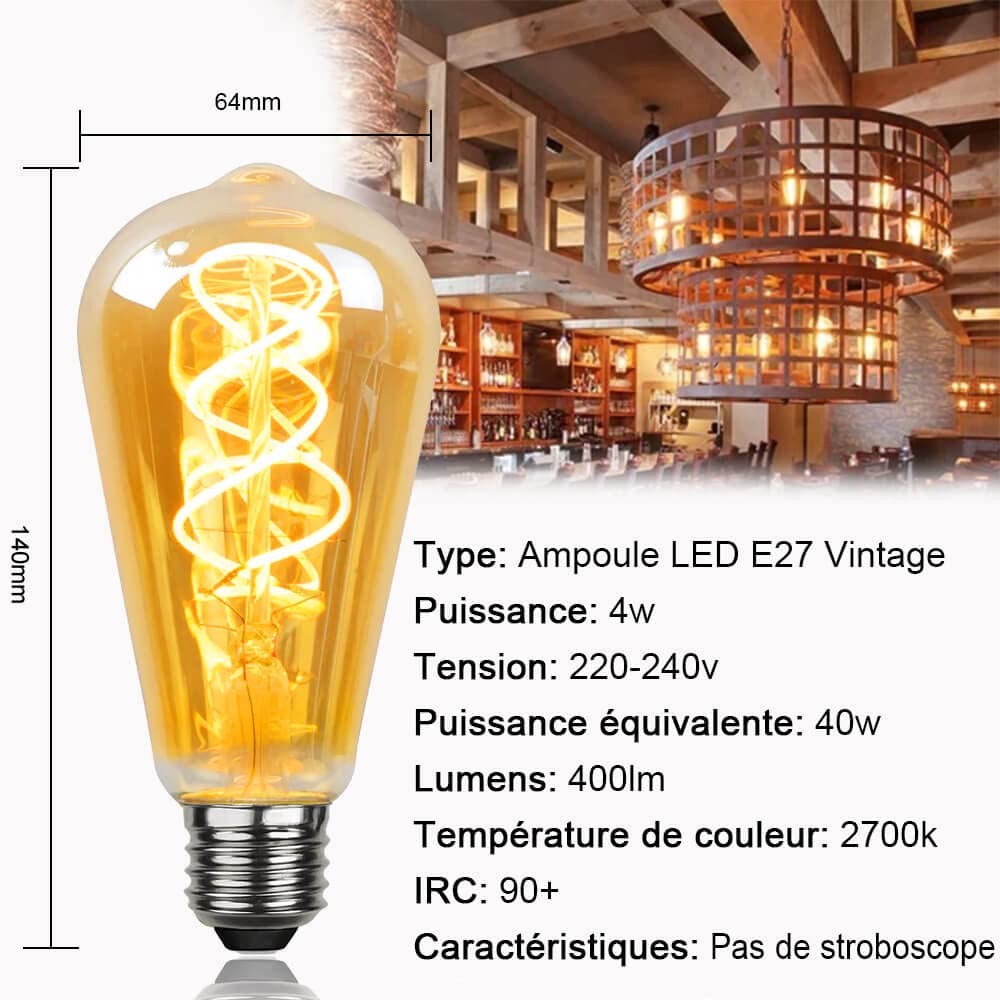 64mm
140mm
Type: Ampoule LED E27 Vintage
Puissance: 4w
Tension: 220-240v
Puissance équivalente: 40w
Lumens: 400lm
Température de couleur: 2700k
IRC: 90+
Caractéristiques: Pas de stroboscope